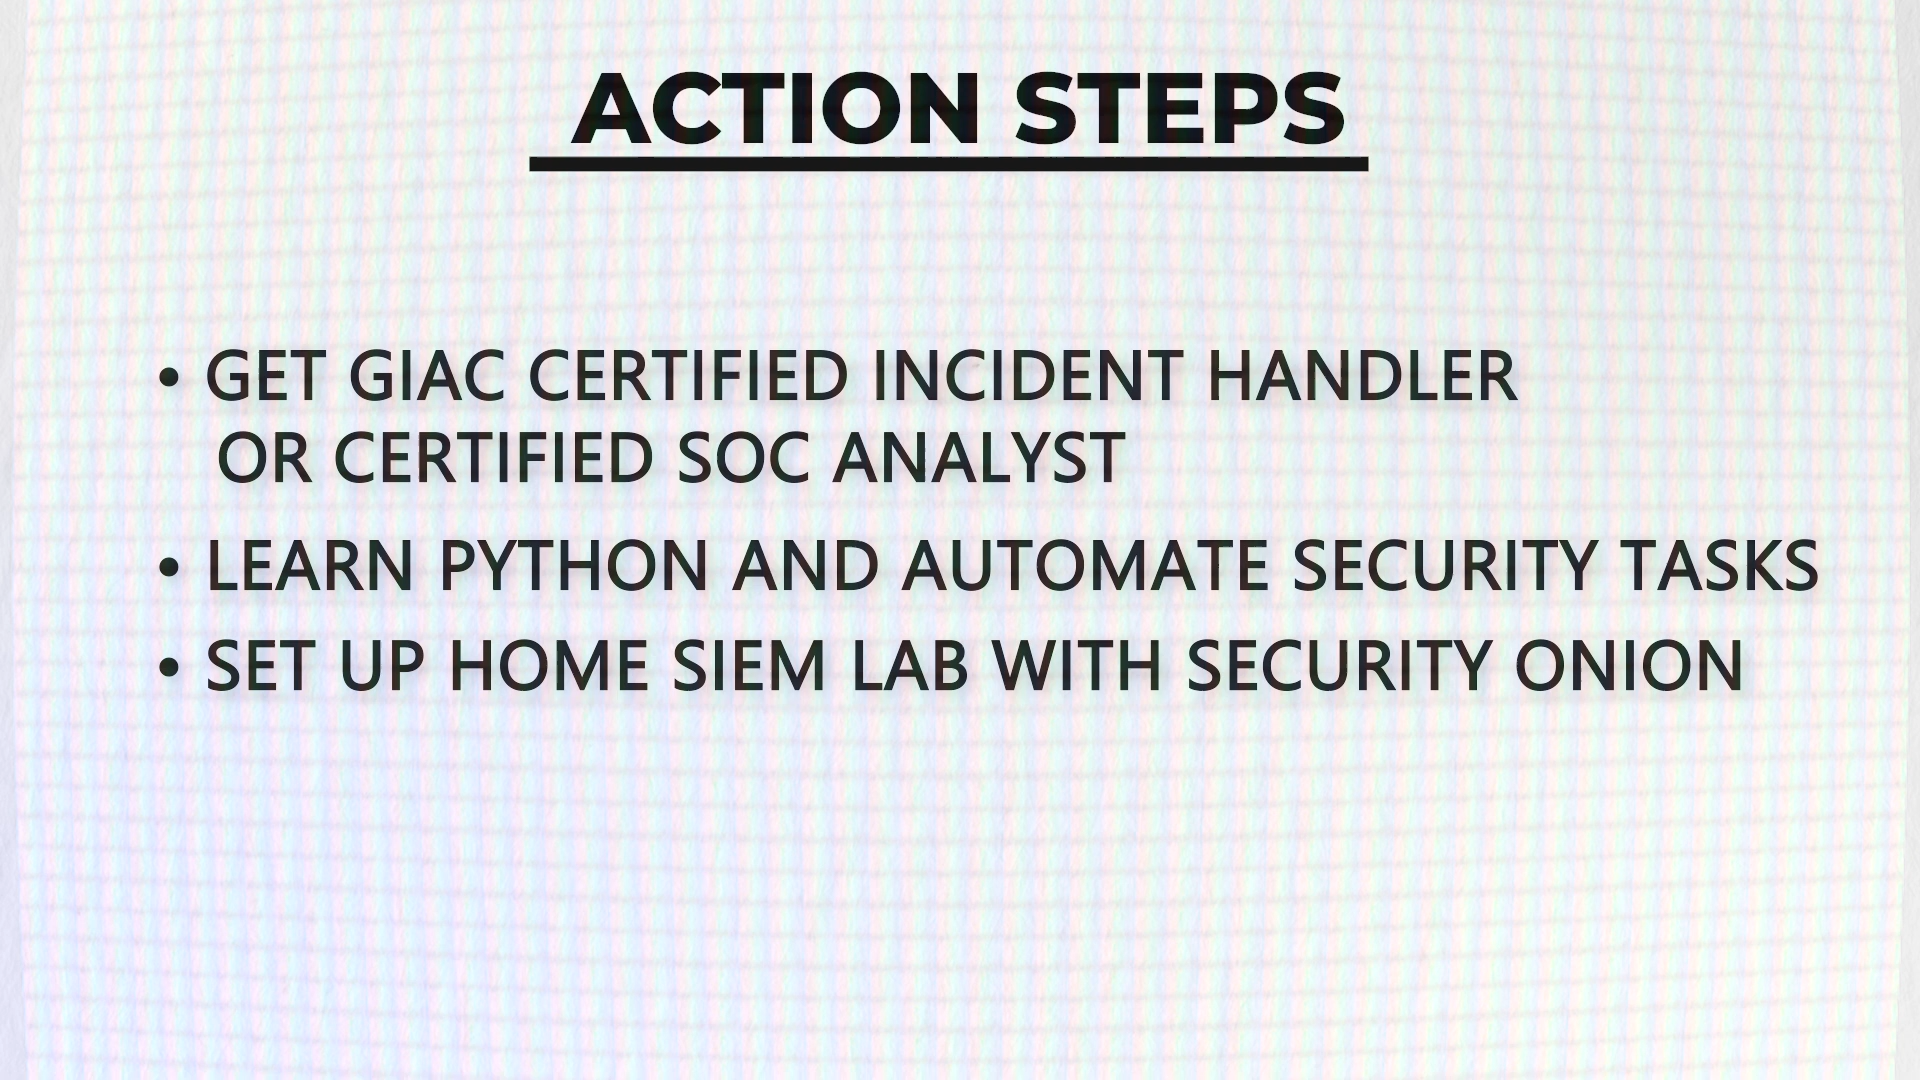 ACTION STEPS
• GET GIAC CERTIFIED INCIDENT HANDLER
OR CERTIFIED SOC ANALYST
• LEARN PYTHON AND AUTOMATE SECURITY TASKS
• SET UP HOME SIEM LAB WITH SECURITY ONION